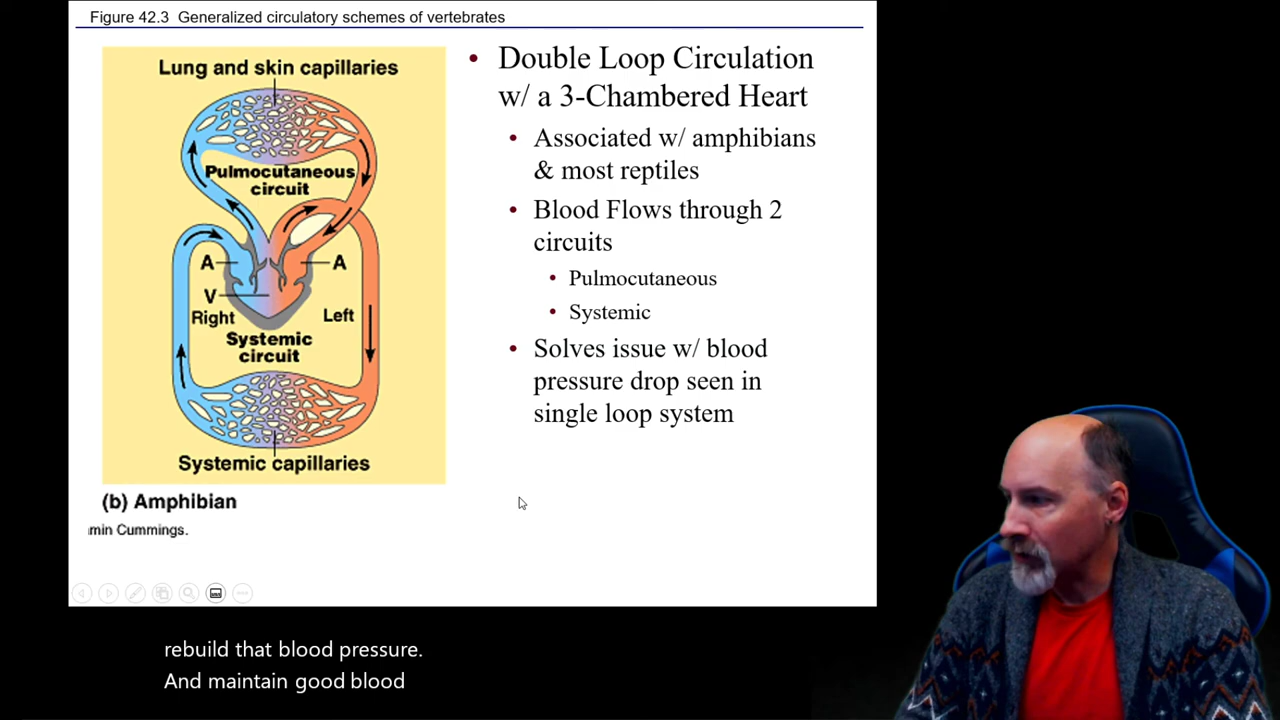 Figure 42.3 Generalized circulatory schemes of vertebrates
Lung and skin capillaries
Pulmocutaneous
circuit
A
A
V
Right
Left
Systemic
circuit
Systemic capillaries
(b) Amphibian
min Cummings.
• Double Loop Circulation
w/ a 3-Chambered Heart
• Associated w/ amphibians
& most reptiles
• Blood Flows through 2
circuits
• Pulmocutaneous
• Systemic
• Solves issue w/ blood
pressure drop seen in
single loop system
rebuild that blood pressure.
And maintain good blood